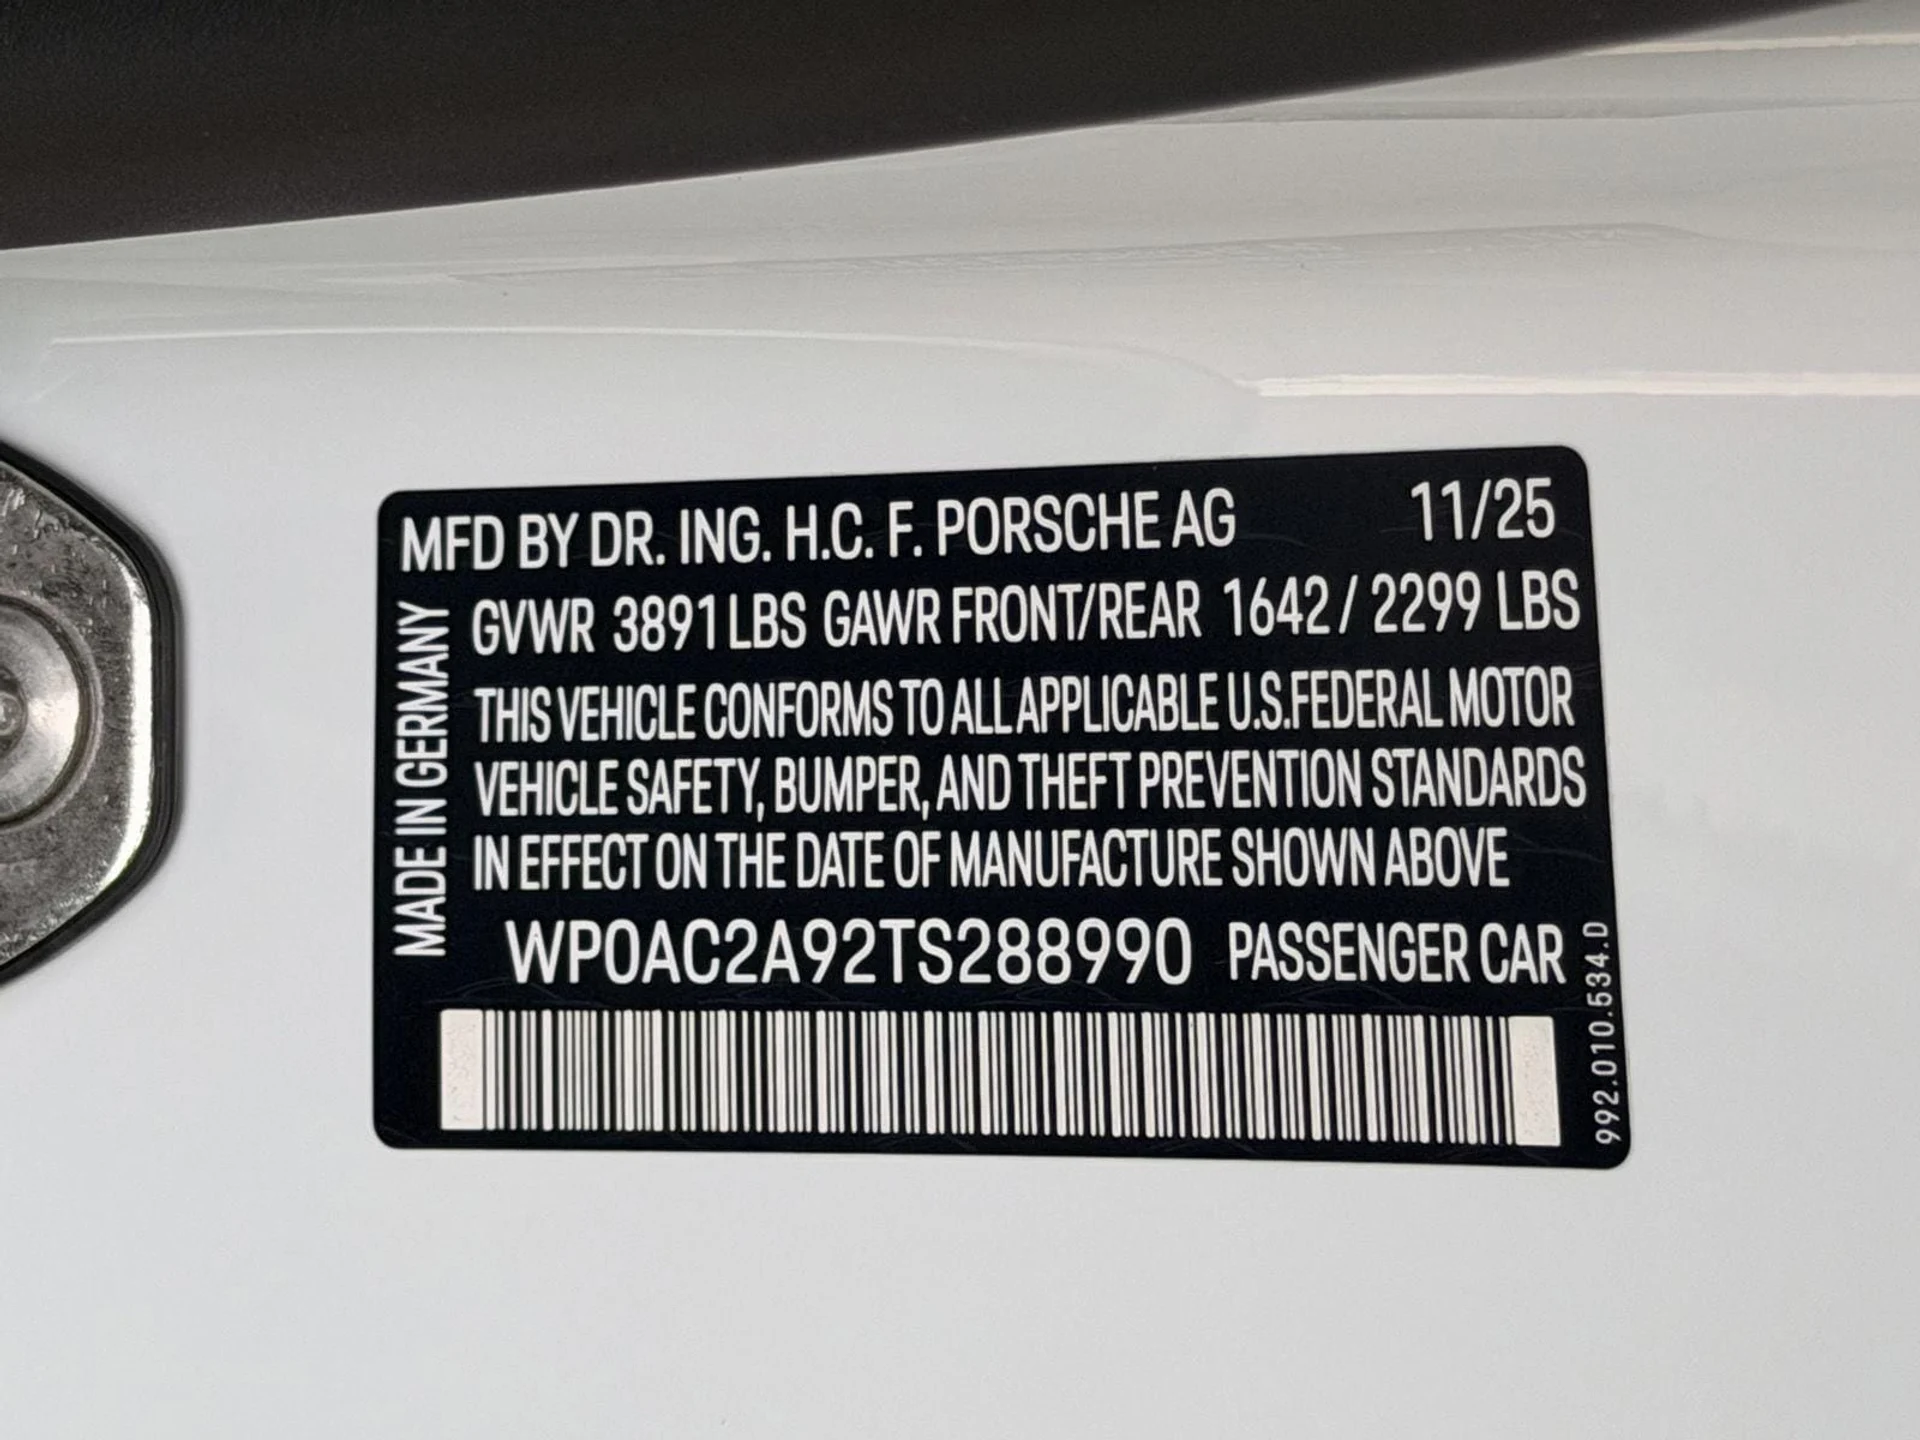 MFD BY DR. ING. H.C. F. PORSCHE AG 11/25
GVWR 3891 LBS GAWR FRONT/REAR 1642 / 2299 LBS
THIS VEHICLE CONFORMS TO ALL APPLICABLE U.S.FEDERAL MOTOR
VEHICLE SAFETY, BUMPER, AND THEFT PREVENTION STANDARDS
IN EFFECT ON THE DATE OF MANUFACTURE SHOWN ABOVE
WP0AC2A92TS288990 PASSENGER CAR
MADE IN GERMANY
992.010.534.D